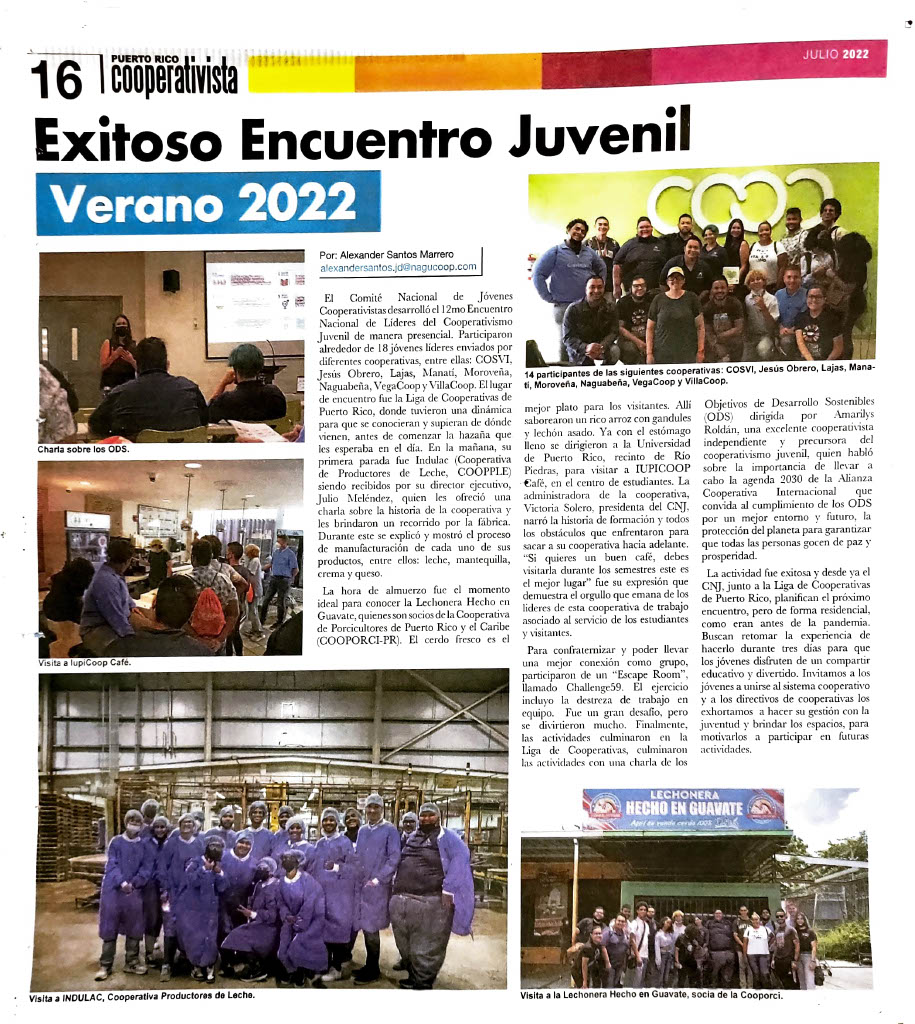 16
PUERTO RICO
cooperativista
JULIO 2022
Exitoso Encuentro Juvenil
Verano 2022
Charla sobre los ODS.
Visita a IupiCoop Café.
Por: Alexander Santos Marrero
alexandersantos.jd@nagucoop.com
El Comité Nacional de Jóvenes
Cooperativistas desarrolló el 12mo Encuentro
Nacional de Líderes del Cooperativismo
Juvenil de manera presencial. Participaron
alrededor de 18 jóvenes líderes enviados por
diferentes cooperativas, entre ellas: COSVI,
Jesús Obrero, Lajas, Manatí, Moroveña,
Naguabeña, VegaCoop y VillaCoop. El lugar
de encuentro fue la Liga de Cooperativas de
Puerto Rico, donde tuvieron una dinámica
para que se conocieran y supieran de dónde
vienen, antes de comenzar la hazaña que
les esperaba en el día. En la mañana, su
primera parada fue Indulac (Cooperativa
de Productores de Leche, COOPPLE)
siendo recibidos por su director ejecutivo,
Julio Meléndez, quien les ofreció una
charla sobre la historia de la cooperativa y
les brindaron un recorrido por la fábrica.
Durante este se explicó y mostró el proceso
de manufacturación de cada uno de sus
productos, entre ellos: leche, mantequilla,
crema y queso.
La hora de almuerzo fue el momento
ideal para conocer la Lechonera Hecho en
Guavate, quienes son socios de la Cooperativa
de Porcicultores de Puerto Rico y el Caribe
(COOPORCI-PR). El cerdo fresco es el
coop
14 participantes de las siguientes cooperativas: COSVI, Jesús Obrero, Lajas, Mana-
tí, Moroveña, Naguabeña, VegaCoop y VillaCoop.
mejor plato para los visitantes. Allí
saborearon un rico arroz con gandules
y lechón asado. Ya con el estómago
lleno se dirigieron a la Universidad
de Puerto Rico, recinto de Río
Piedras, para visitar a IUPICOOP
Café, en el centro de estudiantes. La
administradora de la cooperativa,
Victoria Solero, presidenta del CNJ,
narró la historia de formación y todos
los obstáculos que enfrentaron para
sacar a su cooperativa hacia adelante.
“Si quieres un buen café, debes
visitarla durante los semestres este es
el mejor lugar” fue su expresión que
demuestra el orgullo que emana de los
líderes de esta cooperativa de trabajo
asociado al servicio de los estudiantes
y visitantes.
Para confraternizar y poder llevar
una mejor conexión como grupo,
participaron de un “Escape Room”,
llamado Challenge59. El ejercicio
incluyo la destreza de trabajo en
equipo. Fue un gran desafío, pero
se divirtieron mucho. Finalmente,
las actividades culminaron en la
Liga de Cooperativas, culminaron
las actividades con una charla de los
Objetivos de Desarrollo Sostenibles
(ODS) dirigida por Amarilys
Roldán, una excelente cooperativista
independiente y precursora del
cooperativismo juvenil, quien habló
sobre la importancia de llevar a
cabo la agenda 2030 de la Alianza
Cooperativa Internacional que
convida al cumplimiento de los ODS
por un mejor entorno y futuro, la
protección del planeta para garantizar
que todas las personas gocen de paz y
prosperidad.
La actividad fue exitosa y desde ya el
CNJ, junto a la Liga de Cooperativas
de Puerto Rico, planifican el próximo
encuentro, pero de forma residencial,
como eran antes de la pandemia.
Buscan retomar la experiencia de
hacerlo durante tres días para que
los jóvenes disfruten de un compartir
educativo y divertido. Invitamos a los
jóvenes a unirse al sistema cooperativo
y a los directivos de cooperativas los
exhortamos a hacer su gestión con la
juventud y brindar los espacios, para
motivarlos a participar en futuras
actividades.
Visita a INDULAC, Cooperativa Productores de Leche.
LECHONERA
HECHO EN GUAVATE
Aquí se vende cerdo 100%
Visita a la Lechonera Hecho en Guavate, socia de la Cooporci.